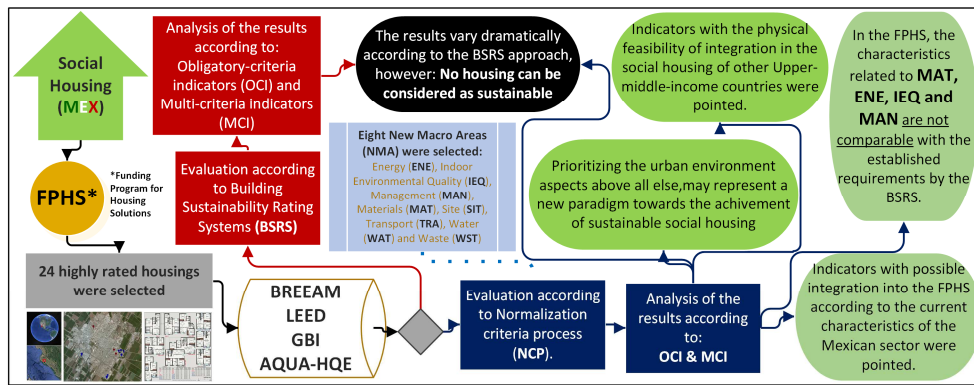 Social
Housing
(MEX)
FPHS*
*Funding
Program for
Housing
Solutions
24 highly rated housings
were selected
Analysis of the results
according to:
Obligatory-criteria
indicators (OCI) and
Multi-criteria indicators
(MCI)
Evaluation according
to Building
Sustainability Rating
Systems (BSRS)
BREEAM
LEED
GBI
AQUA-HQE
The results vary dramatically
according to the BSRS approach,
however: No housing can be
considered as sustainable
Eight New Macro Areas
(NMA) were selected:
Energy (ENE), Indoor
Environmental Quality (IEQ),
Management (MAN),
Materials (MAT), Site (SIT),
Transport (TRA), Water
(WAT) and Waste (WST)
Evaluation according
to Normalization
criteria process
(NCP).
Analysis of the
results according
to:
OCI & MCI
Indicators with the physical
feasibility of integration in the
social housing of other Upper-
middle-income countries were
pointed.
Prioritizing the urban environment
aspects above all else,may represent a
new paradigm towards the achivement
of sustainable social housing
In the FPHS, the
characteristics
related to MAT,
ENE, IEQ and
MAN are not
comparable with the
established
requirements by the
BSRS.
Indicators with possible
integration into the FPHS
according to the current
characteristics of the
Mexican sector were
pointed.